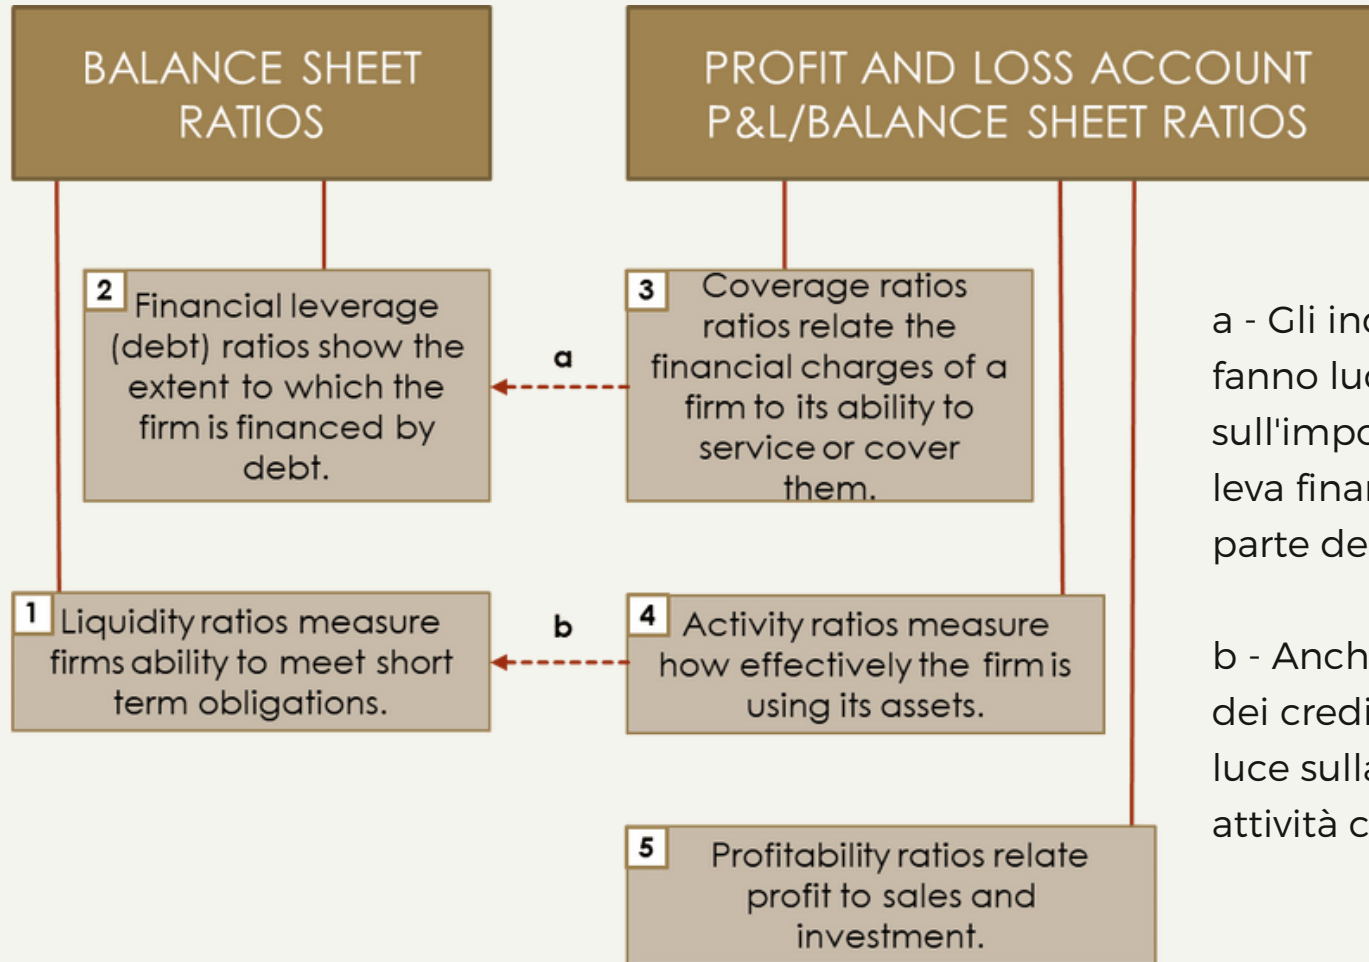 BALANCE SHEET
RATIOS
PROFIT AND LOSS ACCOUNT
P&L/BALANCE SHEET RATIOS
2
Financial leverage
(debt) ratios show the
extent to which the
firm is financed by
debt.
a
3
Coverage ratios
ratios relate the
financial charges of a
firm to its ability to
service or cover
them.
1
Liquidity ratios measure
firms ability to meet short
term obligations.
b
4
Activity ratios measure
how effectively the firm is
using its assets.
5
Profitability ratios relate
profit to sales and
investment.
a - Gli
fanno
leva
parte
b -
dei
luce
attività